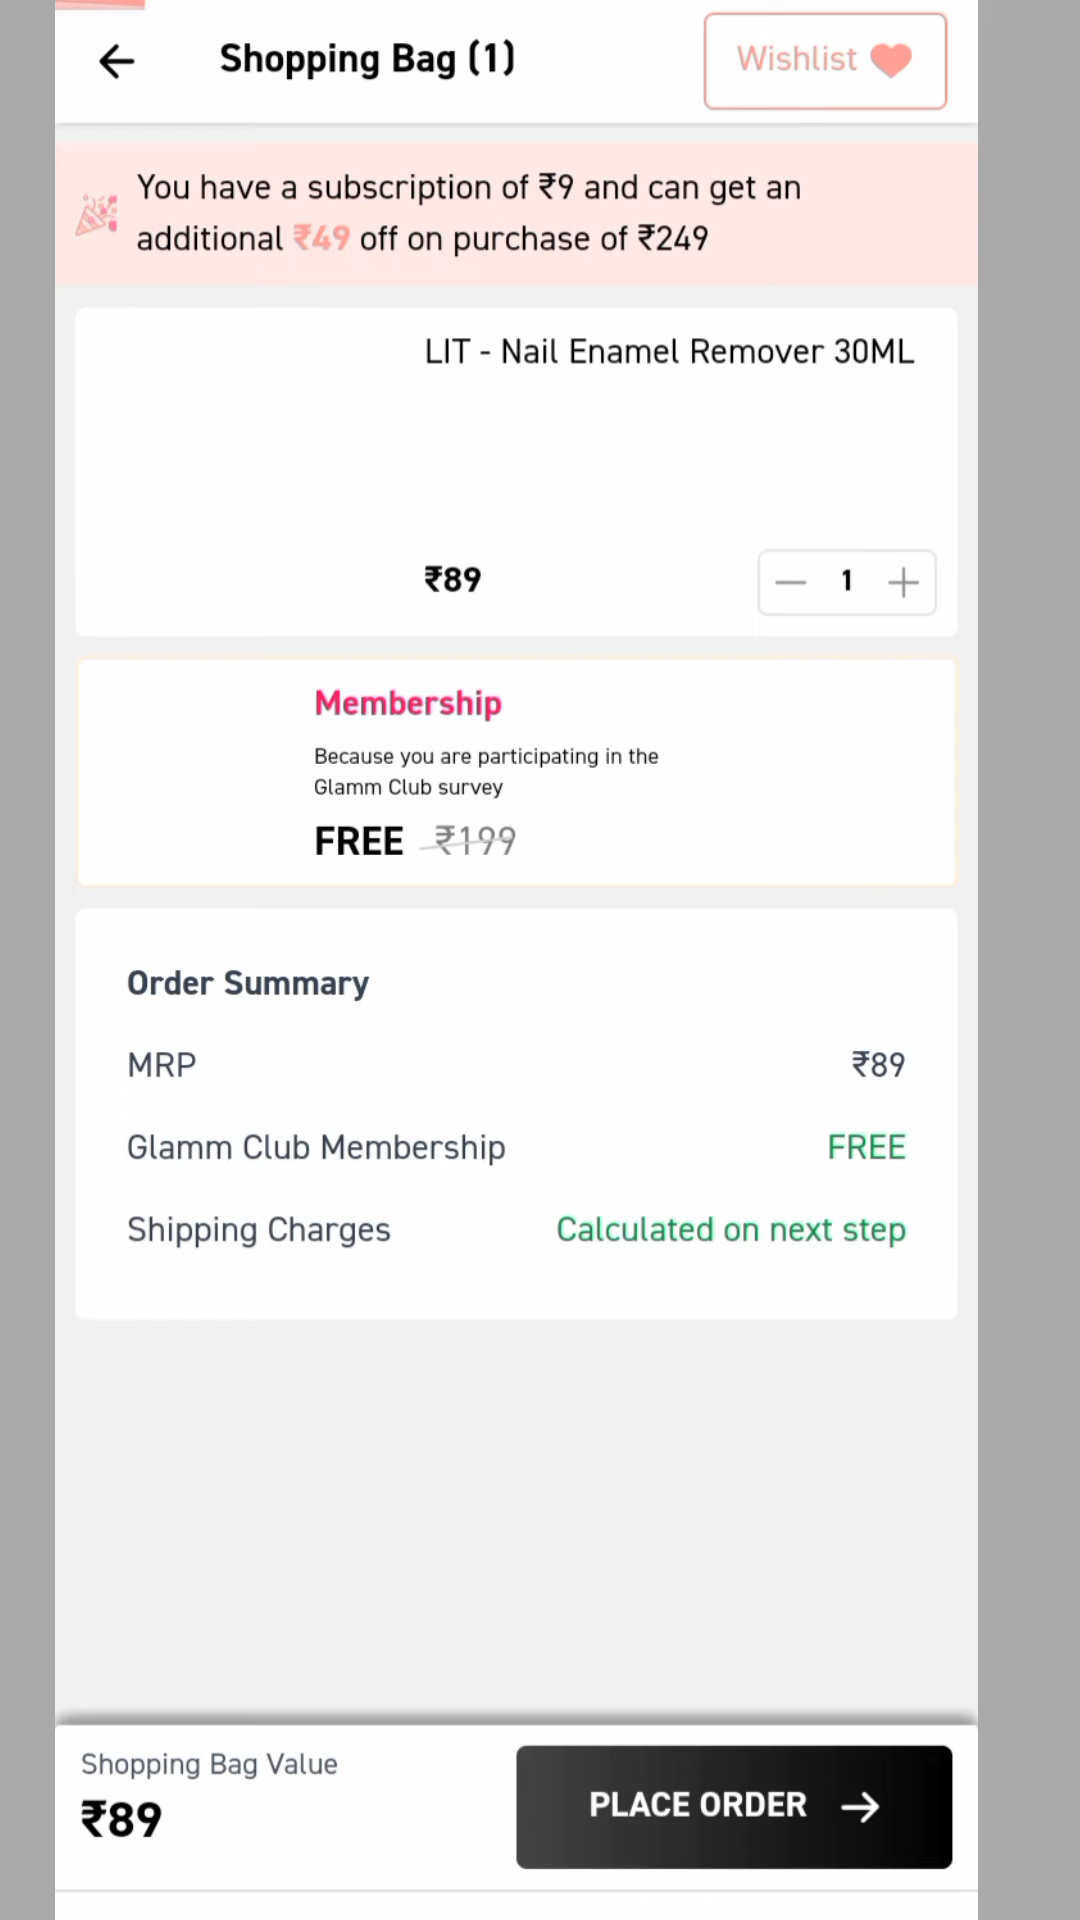 Shopping Bag (1)
Wishlist
You have a subscription of ₹9 and can get an
additional ₹49 off on purchase of ₹249
LIT - Nail Enamel Remover 30ML
₹89
1
Membership
Because you are participating in the
Glamm Club survey
FREE ₹199
Order Summary
MRP ₹89
Glamm Club Membership FREE
Shipping Charges Calculated on next step
Shopping Bag Value
₹89
PLACE ORDER